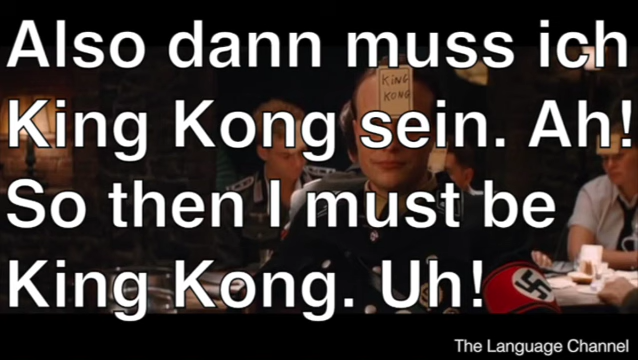 Also dann muss ich
KING
KONG
King Kong sein. Ah!
So then I must be
King Kong. Uh!
The Language Channel